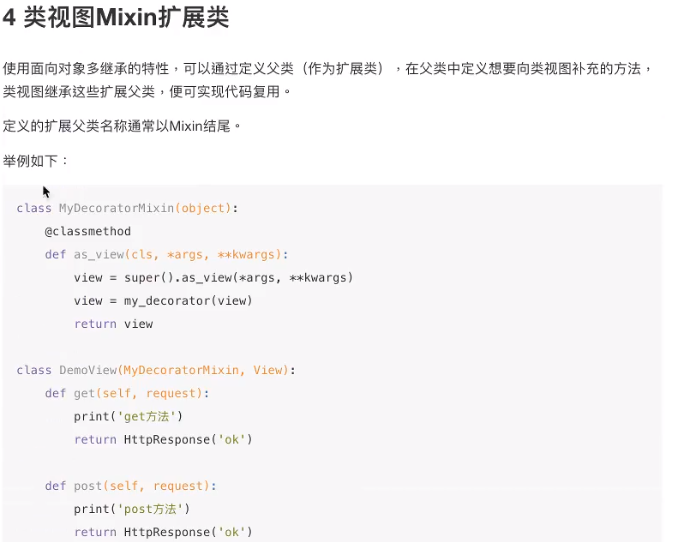 4 类视图Mixin扩展类
使用面向对象多继承的特性，可以通过定义父类（作为扩展类），在父类中定义想要向类视图补充的方法，
类视图继承这些扩展父类，便可实现代码复用。
定义的扩展父类名称通常以Mixin结尾。
举例如下：
class MyDecoratorMixin(object):
    @classmethod
    def as_view(cls, *args, **kwargs):
        view = super().as_view(*args, **kwargs)
        view = my_decorator(view)
        return view

class DemoView(MyDecoratorMixin, View):
    def get(self, request):
        print('get方法')
        return HttpResponse('ok')

    def post(self, request):
        print('post方法')
        return HttpResponse('ok')